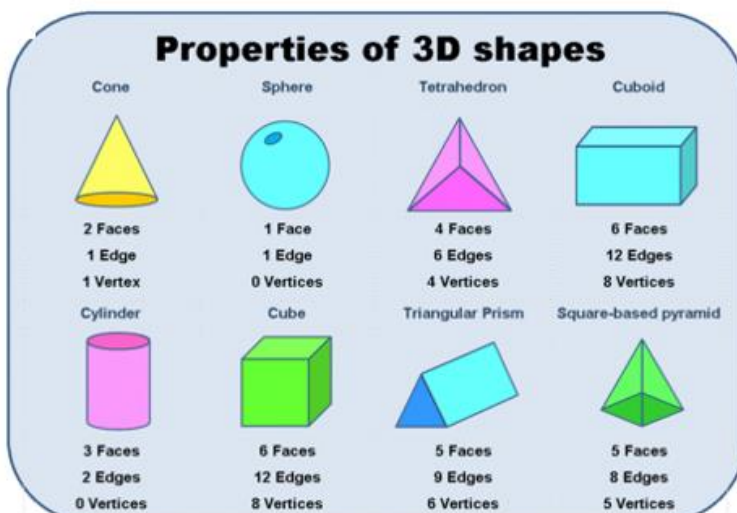 Properties of 3D shapes
Cone
Sphere
Tetrahedron
Cuboid
2 Faces
1 Edge
1 Vertex
1 Face
1 Edge
0 Vertices
4 Faces
6 Edges
4 Vertices
6 Faces
12 Edges
8 Vertices
Cylinder
Cube
Triangular Prism
Square-based pyramid
3 Faces
2 Edges
0 Vertices
6 Faces
12 Edges
8 Vertices
5 Faces
9 Edges
6 Vertices
5 Faces
8 Edges
5 Vertices